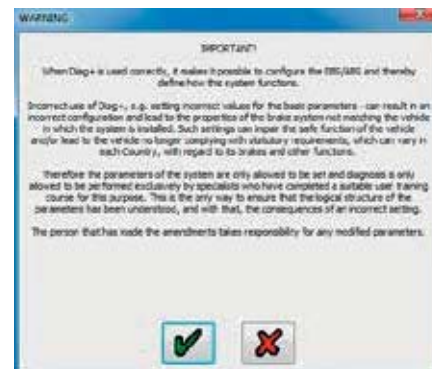 WARNING
IMPORTANT!
When Diag+ is used correctly, it makes it possible to configure the EBS/ABS and thereby
define how the system functions.
Incorrect use of Diag+, e.g. setting incorrect values for the basic parameters - can result in an
incorrect configuration and lead to the properties of the brake system not matching the vehicle
in which the system is installed. Such settings can impair the safe function of the vehicle
and/or lead to the vehicle no longer complying with statutory requirements, which can vary in
each Country, with regard to its brakes and other functions.
Therefore the parameters of the system are only allowed to be set and diagnosis is only
allowed to be performed exclusively by specialists who have completed a suitable user training
course for this purpose. This is the only way to ensure that the logical structure of the
parameters has been understood, and with that, the consequences of an incorrect setting.
The person that has made the amendments takes responsibility for any modified parameters.